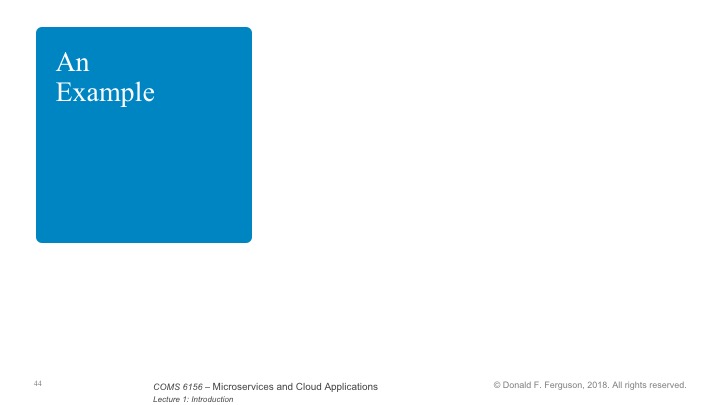 An
Example
44
COMS 6156 – Microservices and Cloud Applications
Lecture 1: Introduction
© Donald F. Ferguson, 2018. All rights reserved.